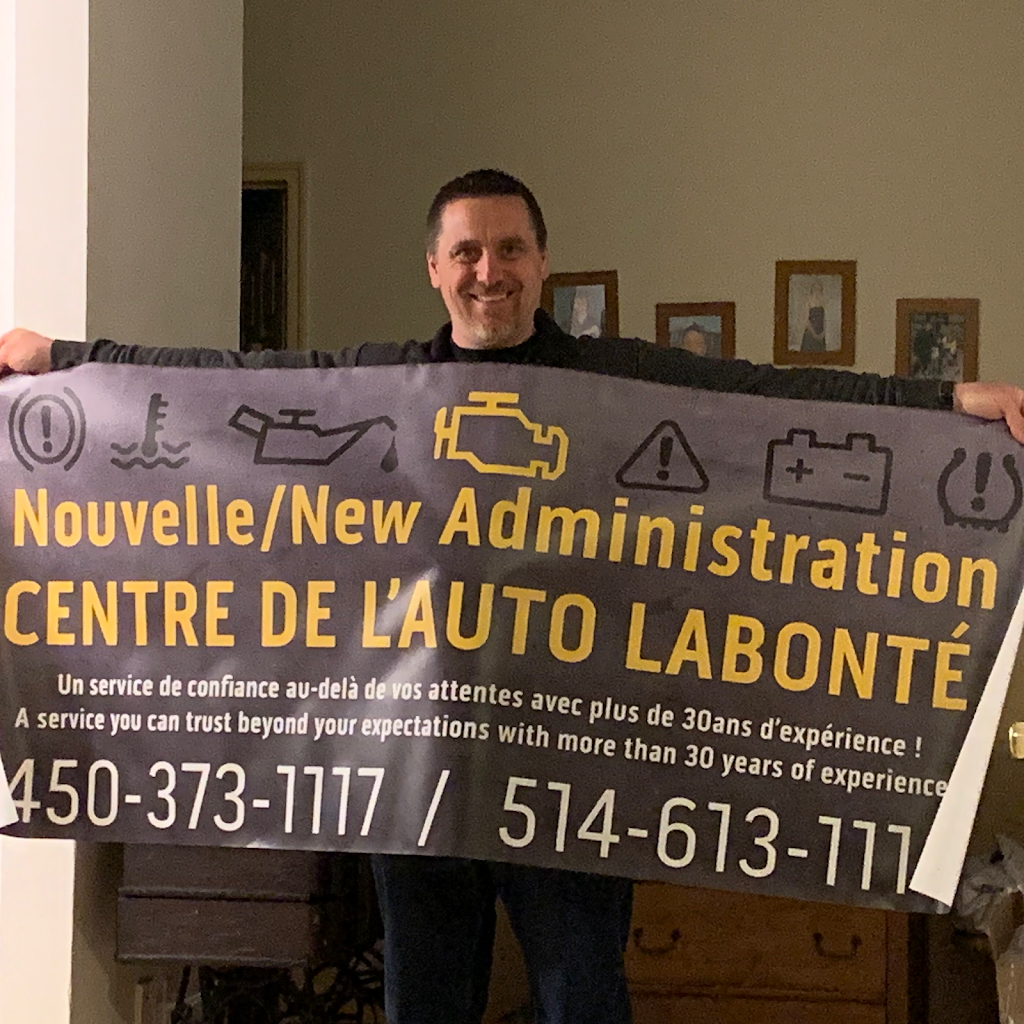 Nouvelle/New Administration
CENTRE DE L'AUTO LABONTÉ
Un service de confiance au-delà de vos attentes avec plus de 30ans d'expérience !
A service you can trust beyond your expectations with more than 30 years of experience
450-373-1117 / 514-613-111